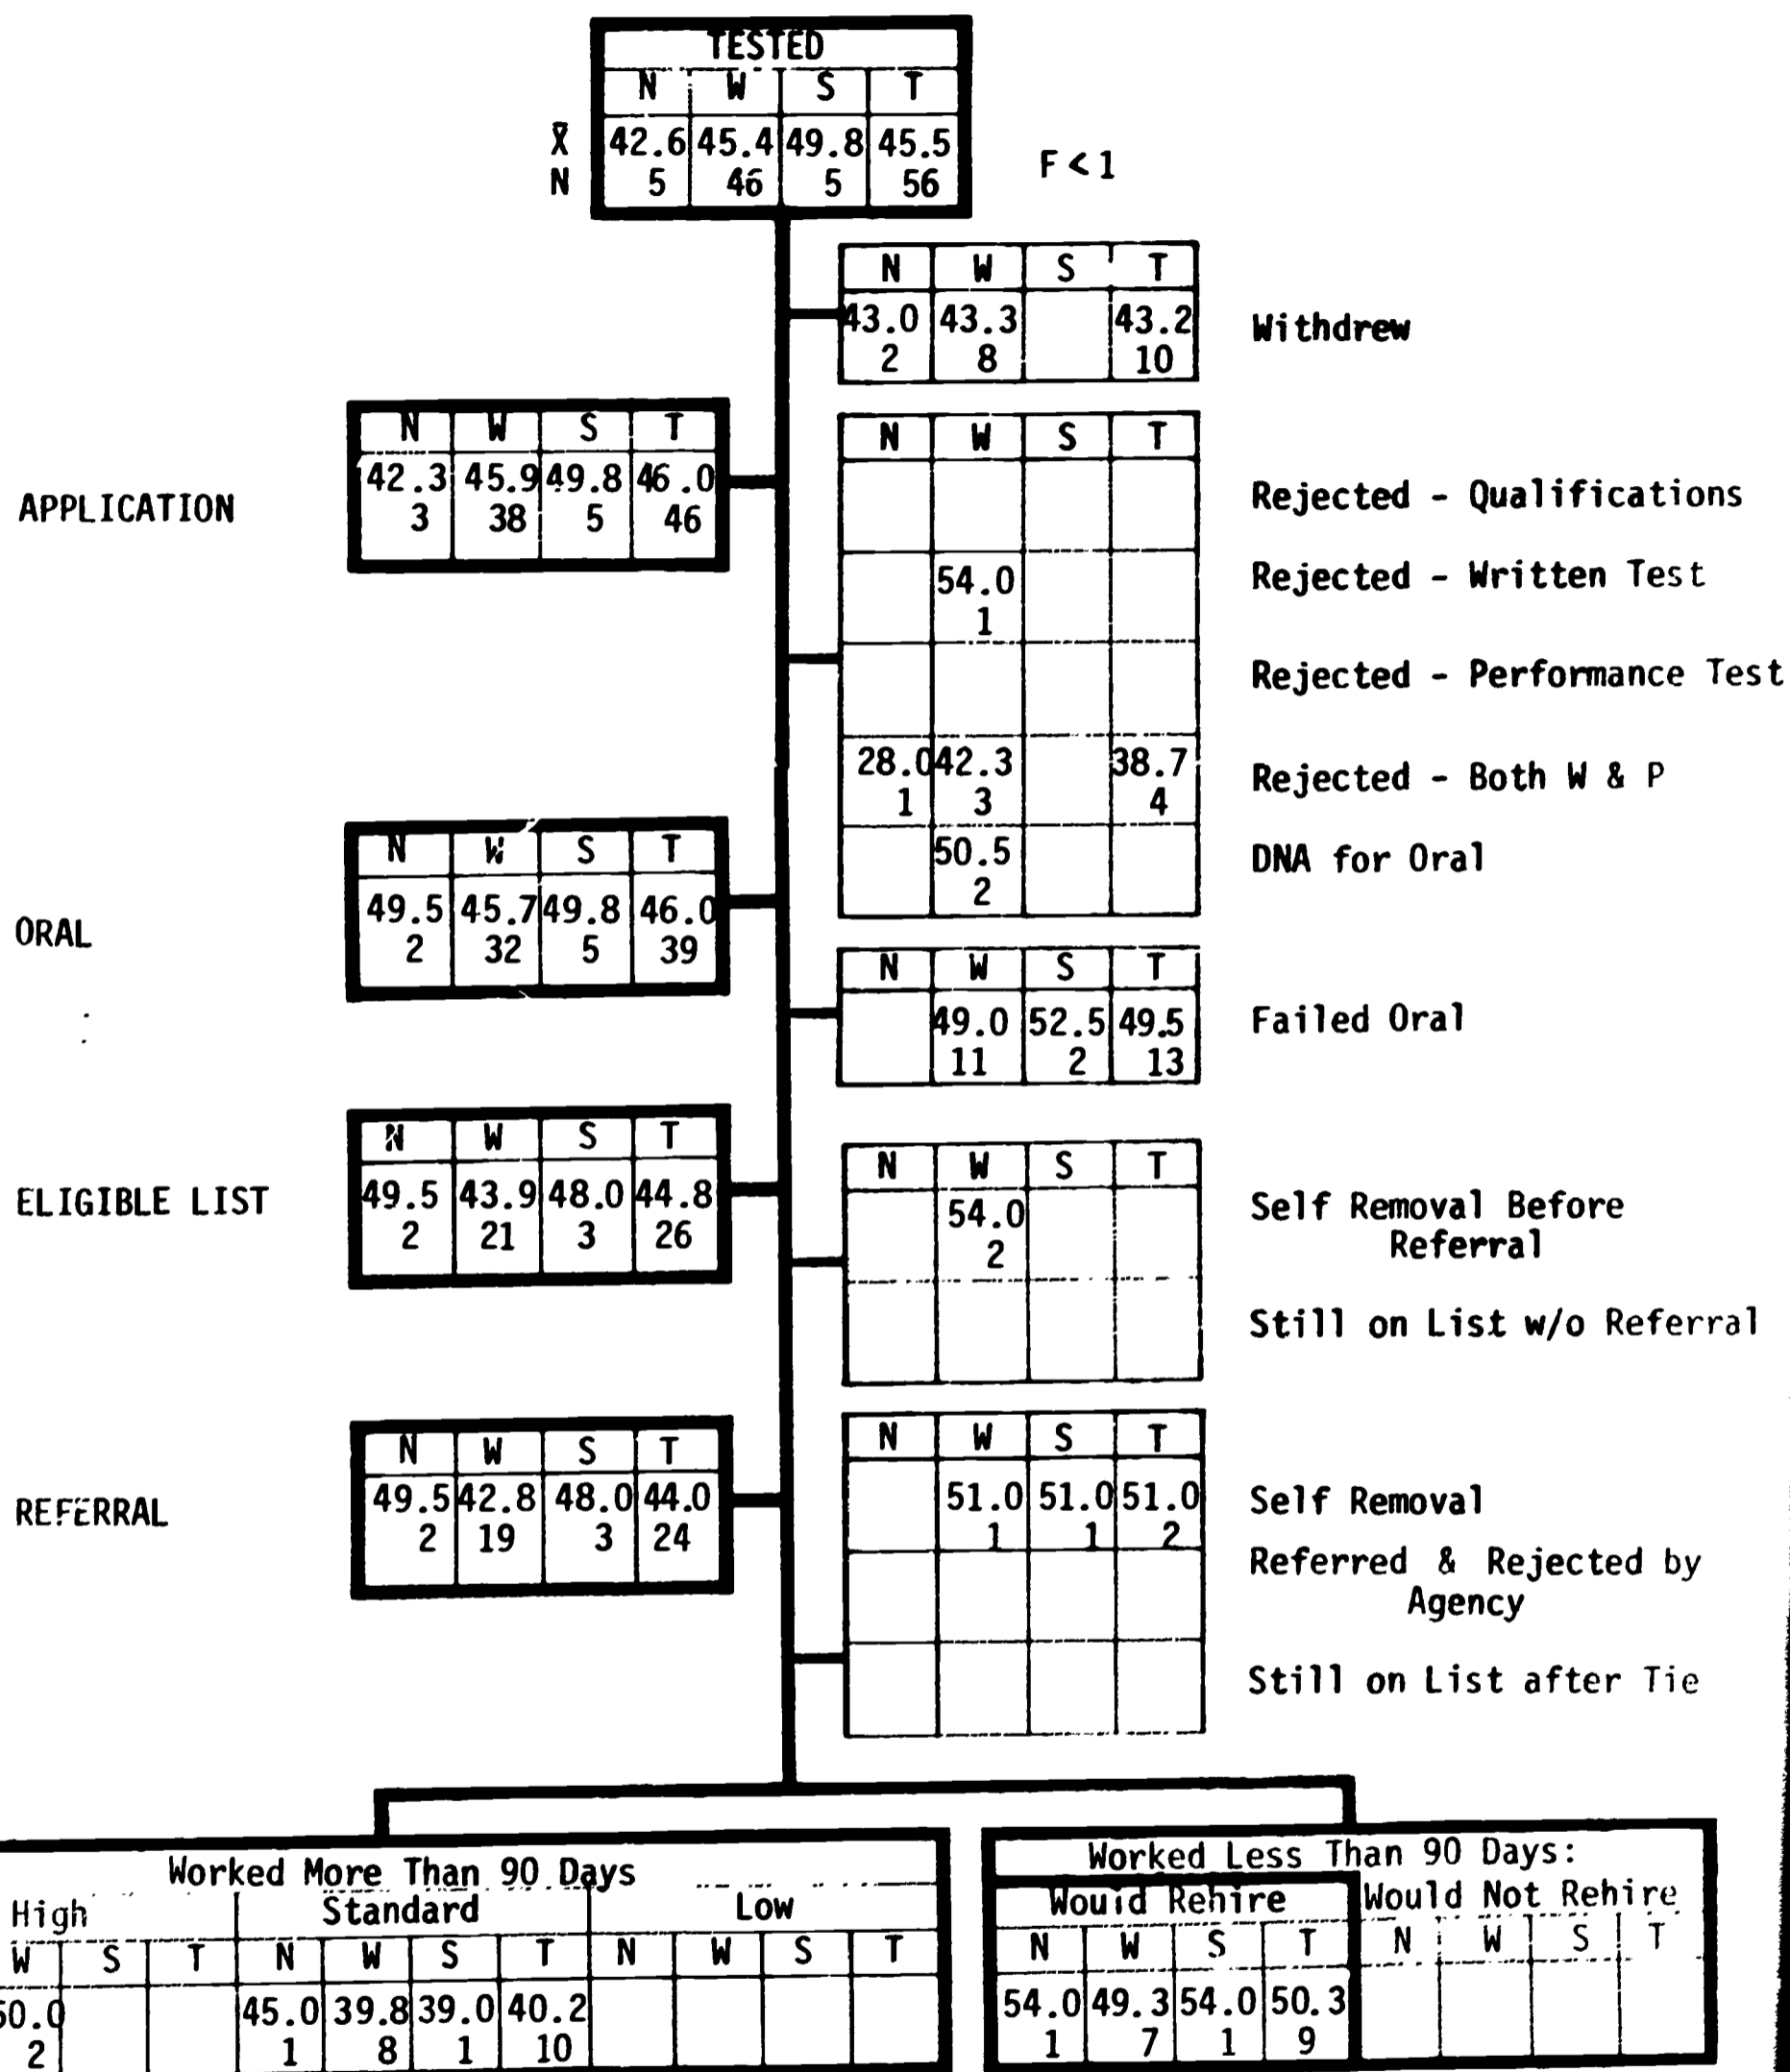 TESTED
N W S T
X̄ 42.6 45.4 49.8 45.5
N 5 46 5 56
F < 1
N W S T
43.0 43.3 43.2
2 8 10
Withdrew
APPLICATION
N W S T
42.3 45.9 49.8 46.0
3 38 5 46
N W S T
Rejected - Qualifications
54.0
1
Rejected - Written Test
Rejected - Performance Test
28.0 42.3 38.7
1 3 4
Rejected - Both W & P
50.5
2
DNA for Oral
ORAL
N W S T
49.5 45.7 49.8 46.0
2 32 5 39
N W S T
49.0 52.5 49.5
11 2 13
Failed Oral
ELIGIBLE LIST
N W S T
49.5 43.9 48.0 44.8
2 21 3 26
N W S T
54.0
2
Self Removal Before
Referral
Still on List w/o Referral
REFERRAL
N W S T
49.5 42.8 48.0 44.0
2 19 3 24
N W S T
51.0 51.0 51.0
1 1 2
Self Removal
Referred & Rejected by
Agency
Still on List after Tie
Worked More Than 90 Days
High Standard Low
W S T N W S T N W S T
45.0 39.8 39.0 40.2
2 1 8 1 10
Worked Less Than 90 Days:
Would Rehire Would Not Rehire
N W S T N W S T
54.0 49.3 54.0 50.3
1 7 1 9